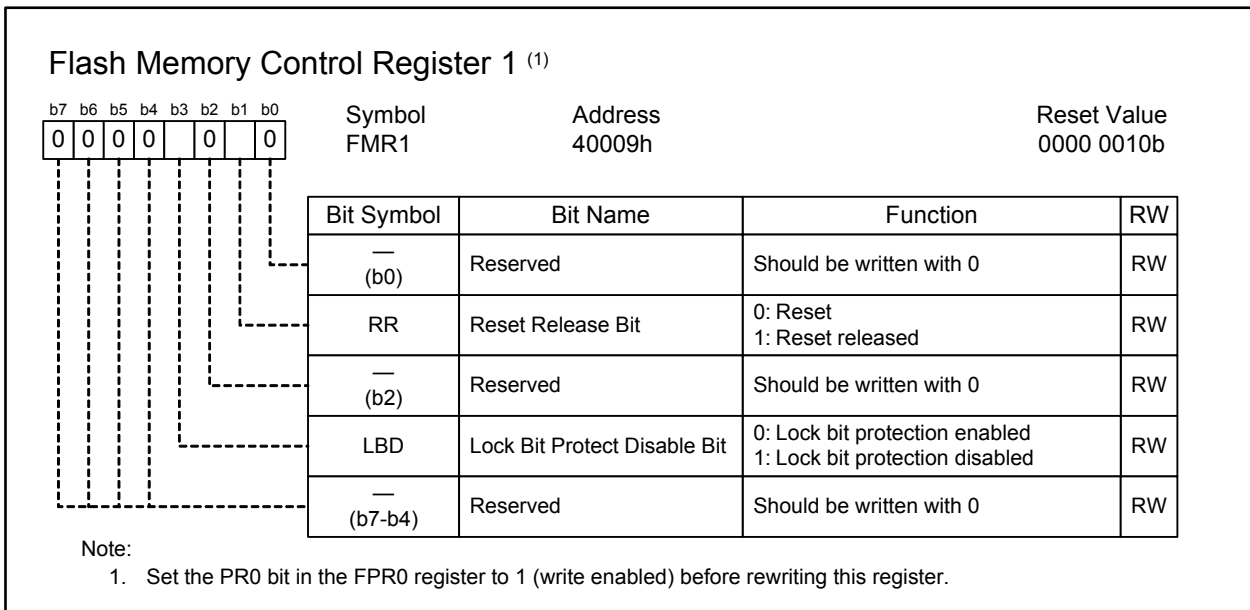 Flash Memory Control Register 1 (1)
b7 b6 b5 b4 b3 b2 b1 b0
0 0 0 0 0 0
Symbol Address Reset Value
FMR1 40009h 0000 0010b
Bit Symbol Bit Name Function RW
—
(b0) Reserved Should be written with 0 RW
RR Reset Release Bit 0: Reset RW
1: Reset released
—
(b2) Reserved Should be written with 0 RW
LBD Lock Bit Protect Disable Bit 0: Lock bit protection enabled RW
1: Lock bit protection disabled
—
(b7-b4) Reserved Should be written with 0 RW
Note:
1. Set the PR0 bit in the FPR0 register to 1 (write enabled) before rewriting this register.